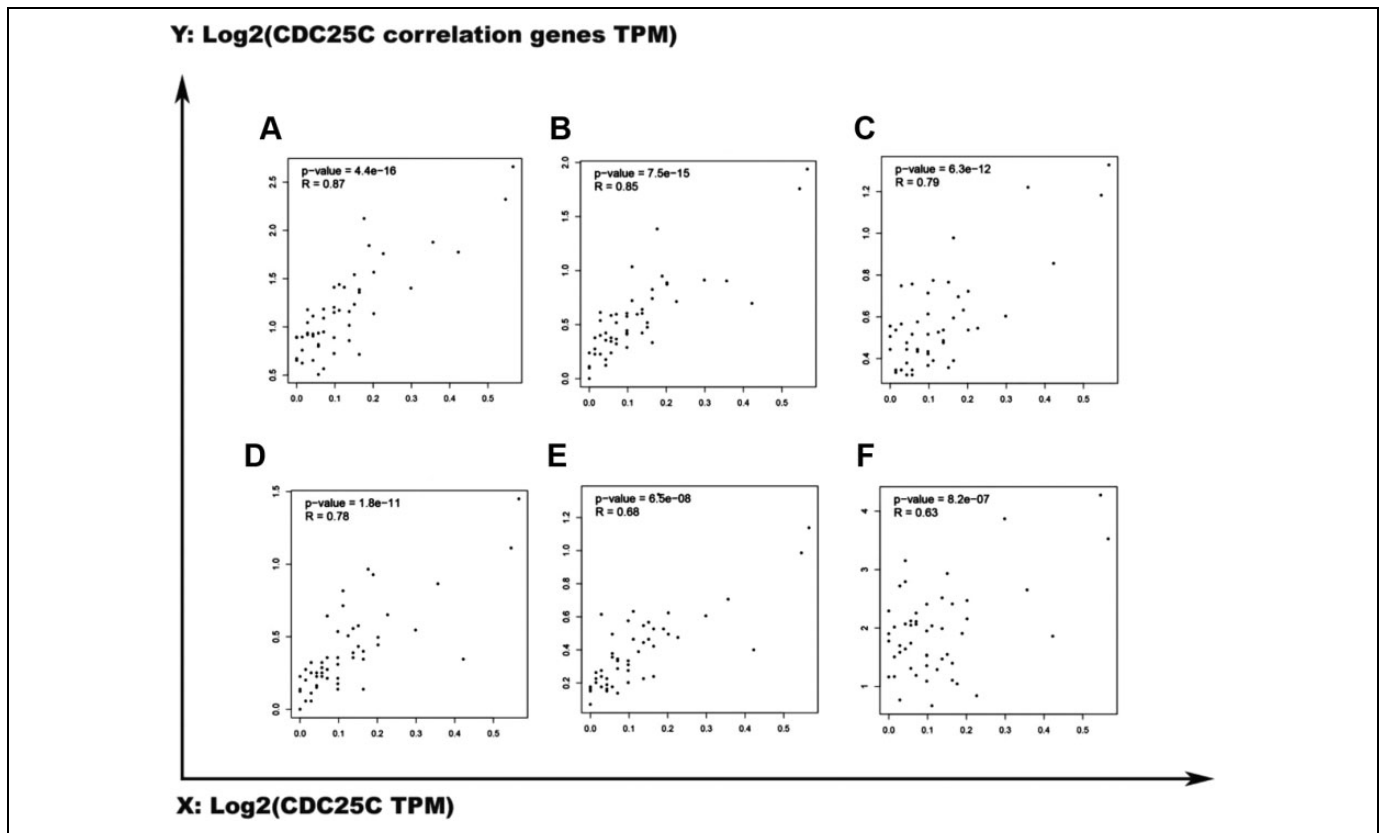 Y: Log2(CDC25C correlation genes TPM)
A
p-value = 4.4e-16
R = 0.87
2.5
2.0
1.5
1.0
0.5
0.0 0.1 0.2 0.3 0.4 0.5
B
p-value = 7.5e-15
R = 0.85
2.0
1.5
1.0
0.5
0.0
0.0 0.1 0.2 0.3 0.4 0.5
C
p-value = 6.3e-12
R = 0.79
1.2
1.0
0.8
0.6
0.4
0.0 0.1 0.2 0.3 0.4 0.5
D
p-value = 1.8e-11
R = 0.78
1.5
1.0
0.5
0.0
0.0 0.1 0.2 0.3 0.4 0.5
E
p-value = 6.5e-08
R = 0.68
1.2
1.0
0.8
0.6
0.4
0.2
0.0 0.1 0.2 0.3 0.4 0.5
F
p-value = 8.2e-07
R = 0.63
4
3
2
1
0.0 0.1 0.2 0.3 0.4 0.5
X: Log2(CDC25C TPM)